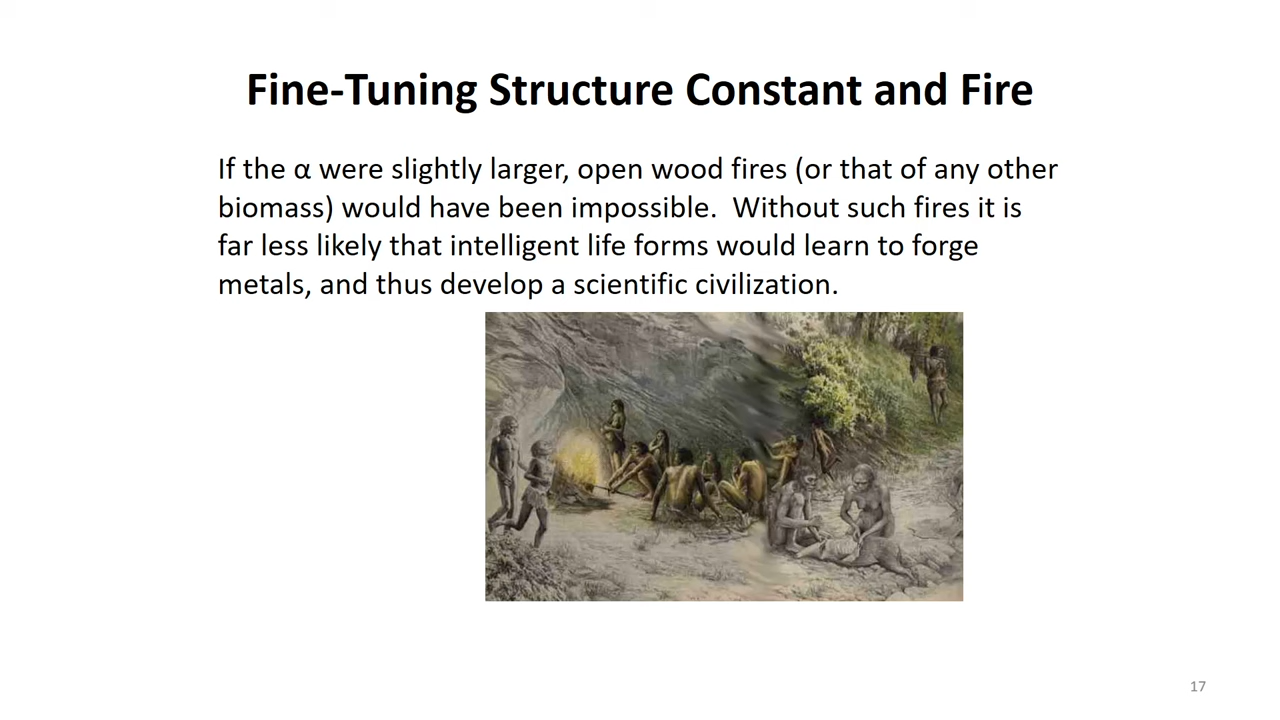 Fine-Tuning Structure Constant and Fire
If the α were slightly larger, open wood fires (or that of any other
biomass) would have been impossible.  Without such fires it is
far less likely that intelligent life forms would learn to forge
metals, and thus develop a scientific civilization.
17